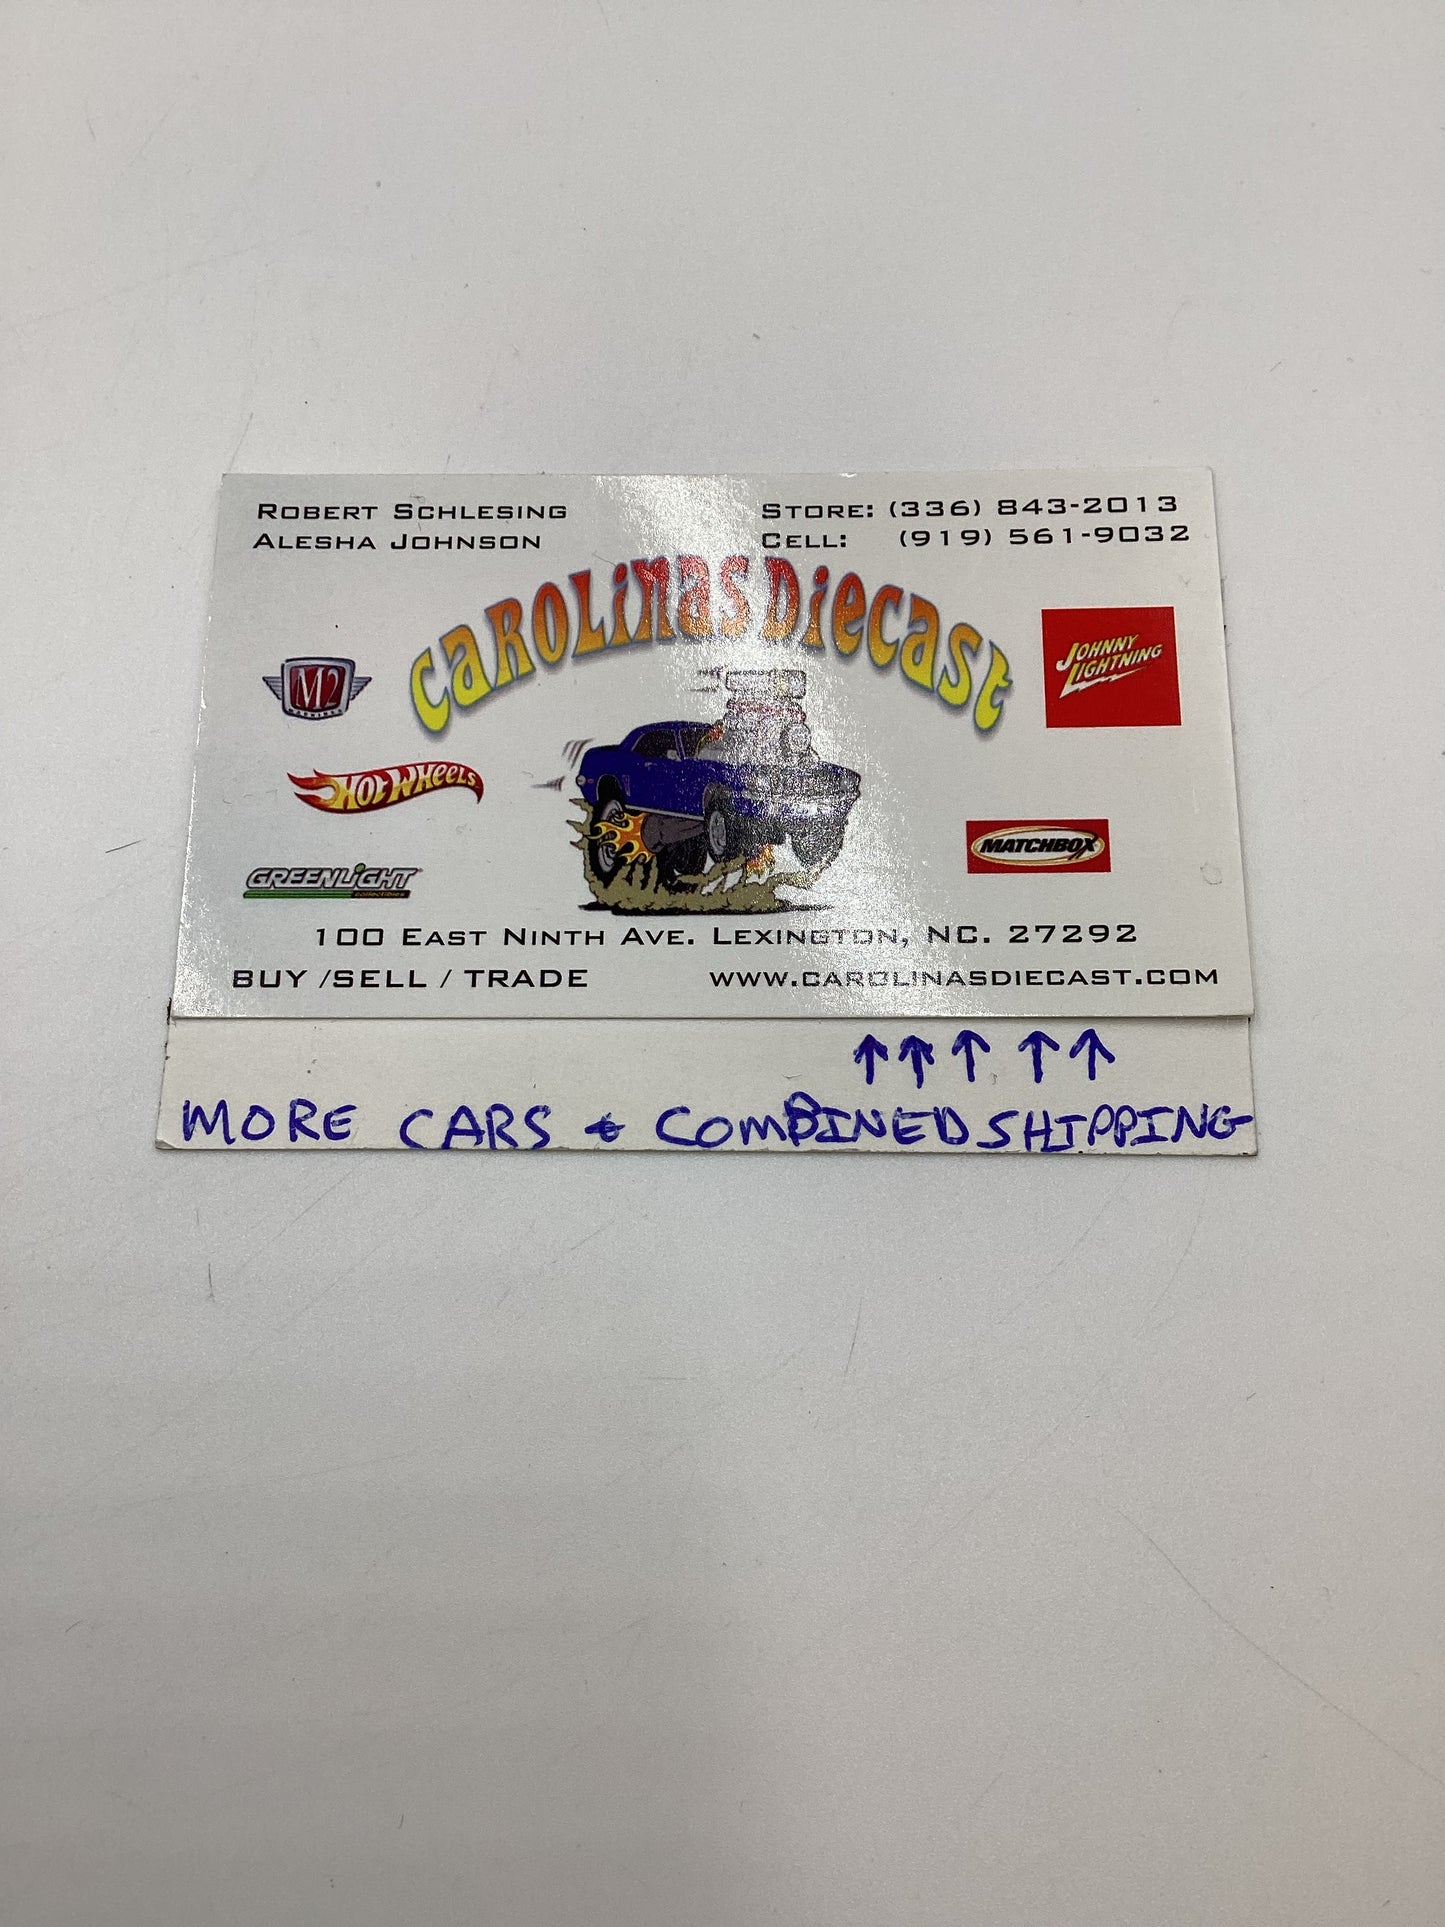 ROBERT SCHLESING
ALESHA JOHNSON
STORE: (336) 843-2013
CELL: (919) 561-9032
CAROLINAS DIECAST
M2
MACHINES
JOHNNY
LIGHTNING
HOT WHEELS
MATCHBOX
GREENLIGHT
collectibles
100 EAST NINTH AVE. LEXINGTON, NC. 27292
BUY /SELL / TRADE
WWW.CAROLINASDIECAST.COM
↑↑↑↑↑
MORE CARS & COMBINED SHIPPING